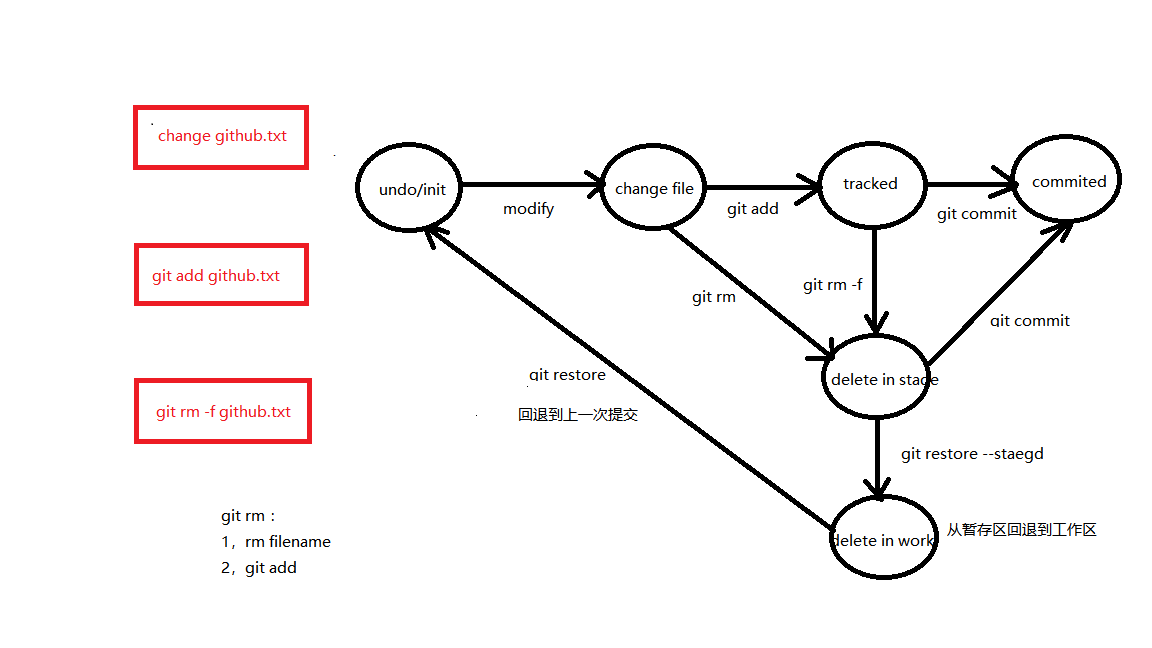 change github.txt
git add github.txt
git rm -f github.txt
git rm：
1，rm filename
2，git add
undo/init
modify
change file
git add
tracked
git commit
commited
git rm
git rm -f
git commit
delete in stage
git restore
回退到上一次提交
git restore --staegd
delete in work
从暂存区回退到工作区